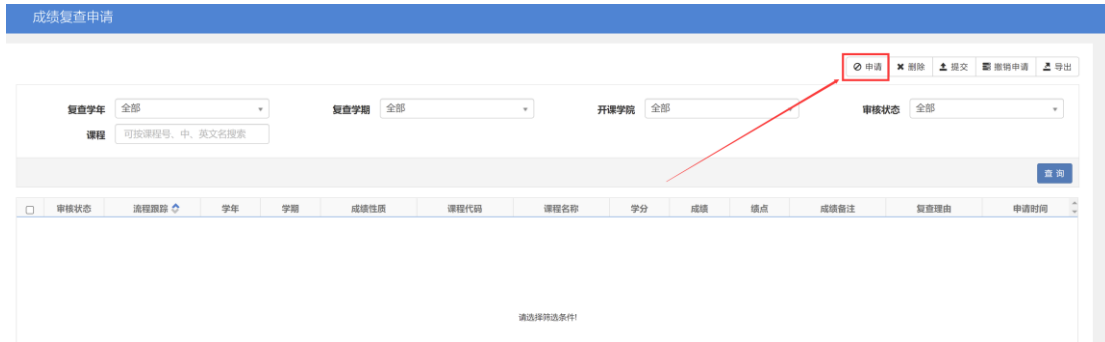 成绩复查申请
申请 删除 提交 撤销申请 导出
复查学年 全部 复查学期 全部 开课学院 全部 审核状态 全部
课程 可按课程号、中、英文名搜索
查 询
审核状态 流程跟踪 学年 学期 成绩性质 课程代码 课程名称 学分 成绩 绩点 成绩备注 复查理由 申请时间
请选择筛选条件!